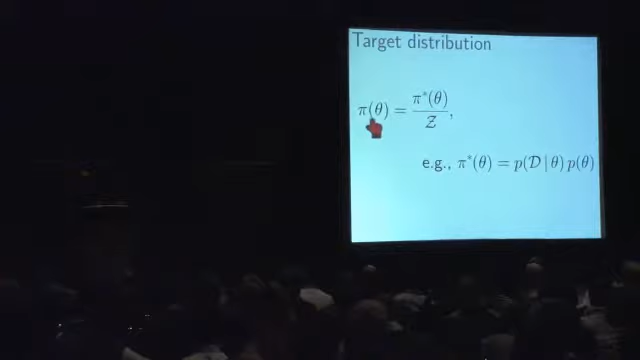 Target distribution
π(θ) = π*(θ) / Z,
e.g., π*(θ) = p(D | θ) p(θ)